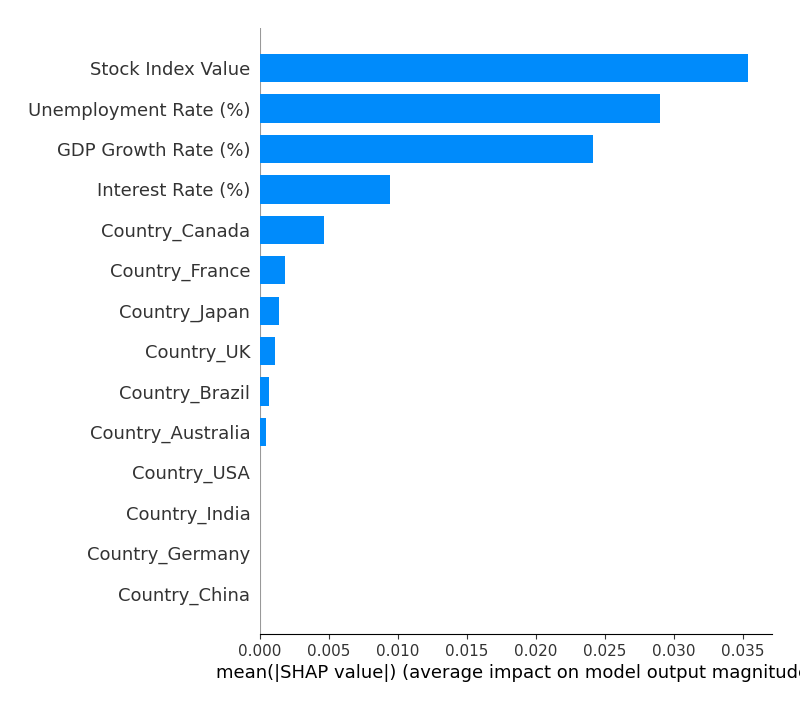 Stock Index Value
Unemployment Rate (%)
GDP Growth Rate (%)
Interest Rate (%)
Country_Canada
Country_France
Country_Japan
Country_UK
Country_Brazil
Country_Australia
Country_USA
Country_India
Country_Germany
Country_China
0.000 0.005 0.010 0.015 0.020 0.025 0.030 0.035
mean(|SHAP value|) (average impact on model output magnitude